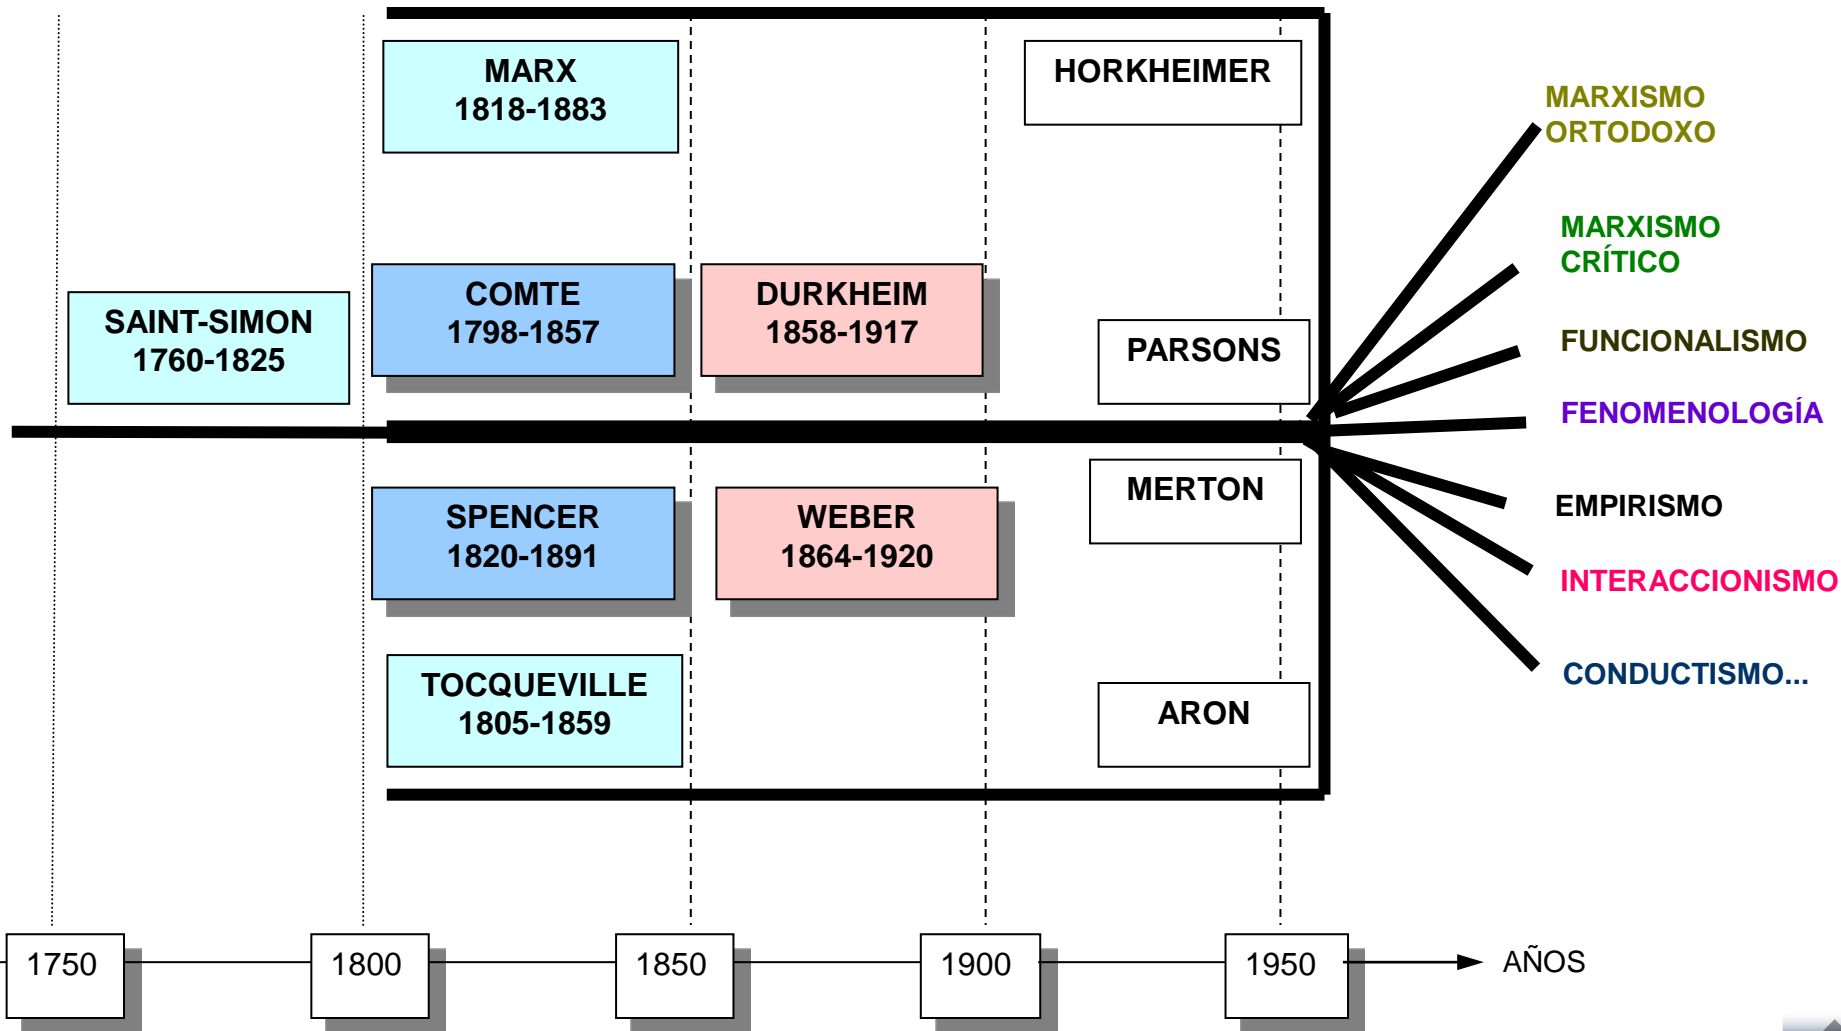 MARX
1818-1883
HORKHEIMER
MARXISMO
ORTODOXO
MARXISMO
CRÍTICO
SAINT-SIMON
1760-1825
COMTE
1798-1857
DURKHEIM
1858-1917
PARSONS
FUNCIONALISMO
FENOMENOLOGÍA
SPENCER
1820-1891
WEBER
1864-1920
MERTON
EMPIRISMO
INTERACCIONISMO
TOCQUEVILLE
1805-1859
ARON
CONDUCTISMO...
1750
1800
1850
1900
1950
AÑOS